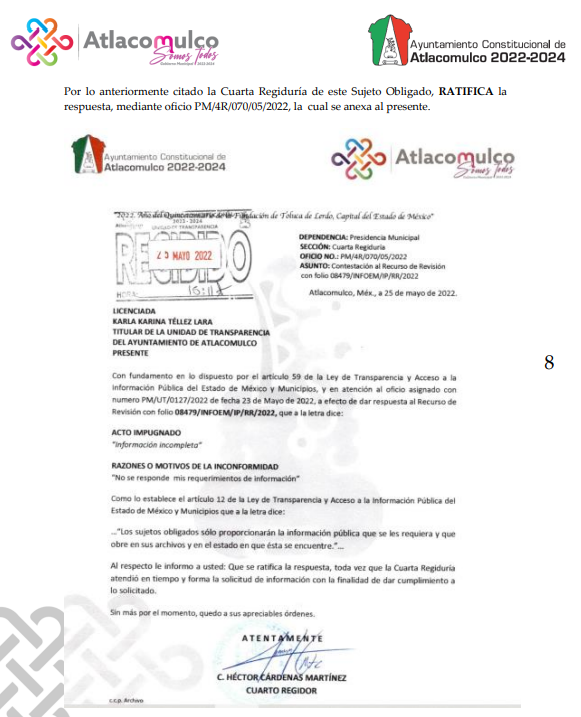 Atlacomulco
Somos Todos
Gobierno Municipal 2022-2024
Ayuntamiento Constitucional de
Atlacomulco 2022-2024
Por lo anteriormente citado la Cuarta Regiduría de este Sujeto Obligado, RATIFICA la
respuesta, mediante oficio PM/4R/070/05/2022, la cual se anexa al presente.
Ayuntamiento Constitucional de
Atlacomulco 2022-2024
Atlacomulco
Somos Todos
"2022. Año del Quincentenario de la Fundación de Toluca de Lerdo, Capital del Estado de México"
2022-2024
UNIDAD DE TRANSPARENCIA
RECIBIDO
MAYO 2022
HORA:
DEPENDENCIA: Presidencia Municipal
SECCIÓN: Cuarta Regiduría
OFICIO NO.: PM/4R/070/05/2022
ASUNTO: Contestación al Recurso de Revisión
con folio 08479/INFOEM/IP/RR/2022
Atlacomulco, Méx., a 25 de mayo de 2022.
LICENCIADA
KARLA KARINA TÉLLEZ LARA
TITULAR DE LA UNIDAD DE TRANSPARENCIA
DEL AYUNTAMIENTO DE ATLACOMULCO
PRESENTE
8
Con fundamento en lo dispuesto por el artículo 59 de la Ley de Transparencia y Acceso a la
Información Pública del Estado de México y Municipios, y en atención al oficio asignado con
numero PM/UT/0127/2022 de fecha 23 de Mayo de 2022, a efecto de dar respuesta al Recurso de
Revisión con folio 08479/INFOEM/IP/RR/2022, que a la letra dice:
ACTO IMPUGNADO
"Información incompleta"
RAZONES O MOTIVOS DE LA INCONFORMIDAD
"No se responde mis requerimientos de información"
Como lo establece el artículo 12 de la Ley de Transparencia y Acceso a la Información Pública del
Estado de México y Municipios que a la letra dice:
..."Los sujetos obligados sólo proporcionarán la información pública que se les requiera y que
obre en sus archivos y en el estado en que ésta se encuentre."...
Al respecto le informo a usted: Que se ratifica la respuesta, toda vez que la Cuarta Regiduría
atendió en tiempo y forma la solicitud de información con la finalidad de dar cumplimiento a
lo solicitado.
Sin más por el momento, quedo a sus apreciables órdenes.
ATENTAMENTE
C. HÉCTOR CÁRDENAS MARTÍNEZ
CUARTO REGIDOR
c.c.p. Archivo